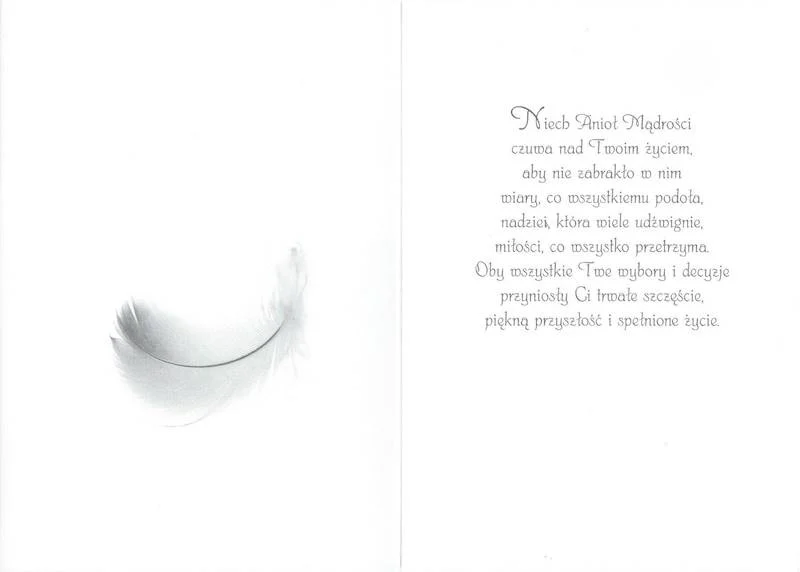 Niech Anioł Mądrości
czuwa nad Twoim życiem,
aby nie zabrakło w nim
wiary, co wszystkiemu podoła,
nadziei, która wiele udźwignie,
miłości, co wszystko przetrzyma.
Oby wszystkie Twe wybory i decyzje
przyniosły Ci trwałe szczęście,
piękną przyszłość i spełnione życie.